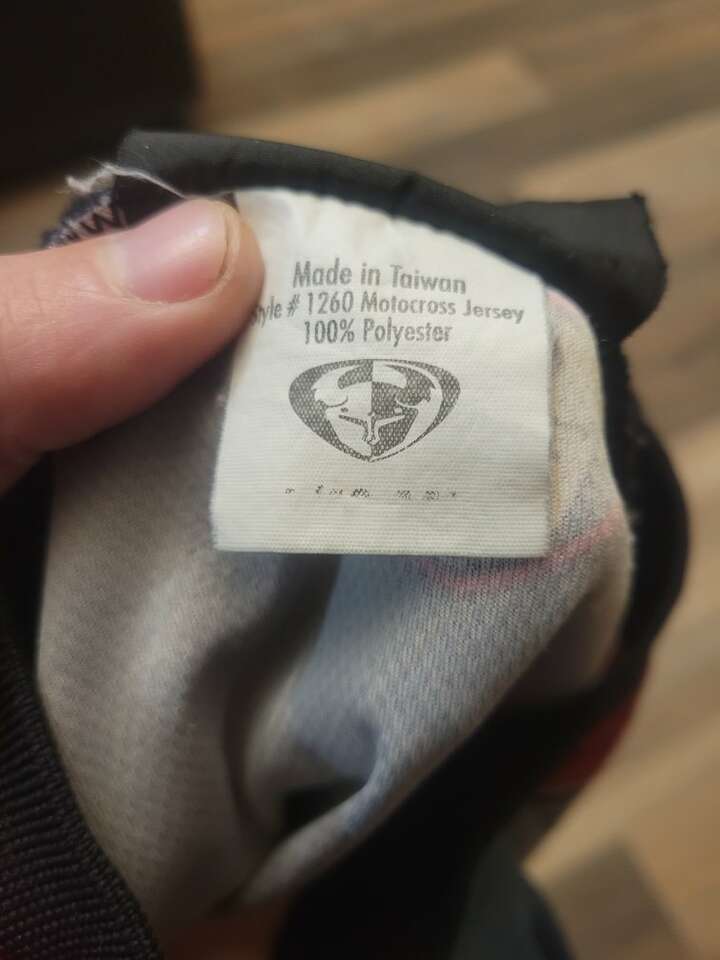 Made in Taiwan
Style # 1260 Motocross Jersey
100% Polyester